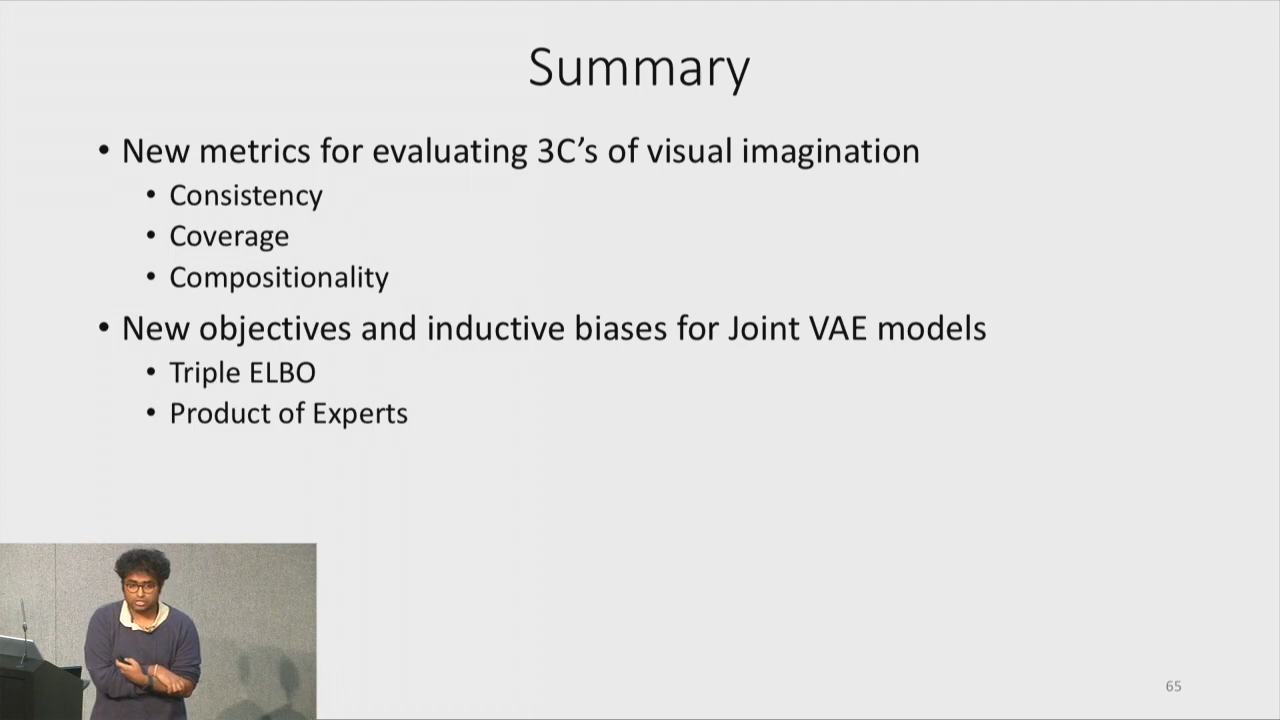 Summary
• New metrics for evaluating 3C’s of visual imagination
• Consistency
• Coverage
• Compositionality
• New objectives and inductive biases for Joint VAE models
• Triple ELBO
• Product of Experts
65